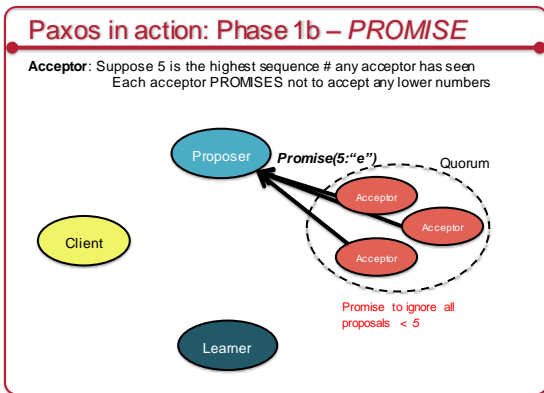 Paxos in action: Phase 1b – PROMISE
Acceptor: Suppose 5 is the highest sequence # any acceptor has seen
Each acceptor PROMISES not to accept any lower numbers
Proposer
Promise(5:“e”)
Quorum
Acceptor
Acceptor
Client
Acceptor
Promise to ignore all
proposals < 5
Learner